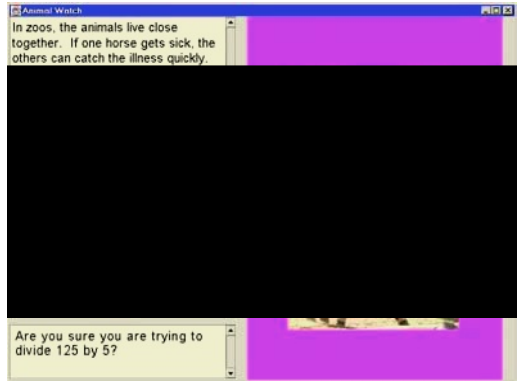 Animal Watch
In zoos, the animals live close
together. If one horse gets sick, the
others can catch the illness quickly.
Are you sure you are trying to
divide 125 by 5?